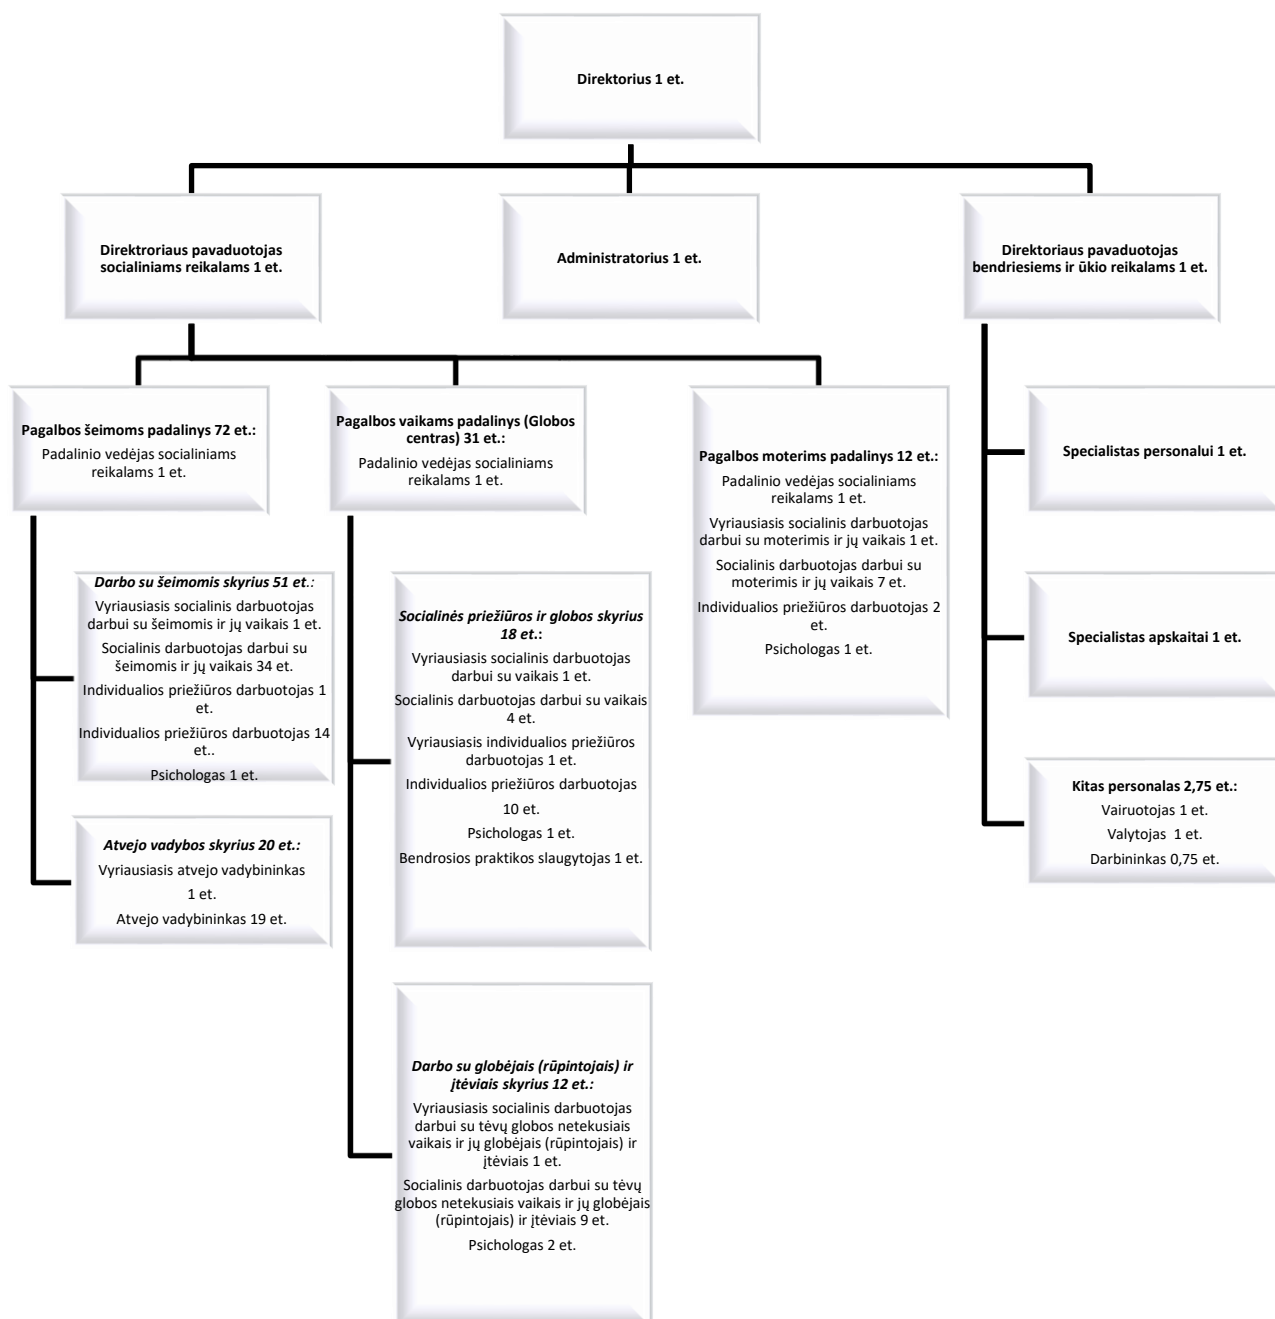 Direktorius 1 et.
Direktroriaus pavaduotojas
socialiniams reikalams 1 et.
Administratorius 1 et.
Direktoriaus pavaduotojas
bendriesiems ir ūkio reikalams 1 et.
Pagalbos šeimoms padalinys 72 et.:
Padalinio vedėjas socialiniams
reikalams 1 et.
Darbo su šeimomis skyrius 51 et.:
Vyriausiasis socialinis darbuotojas
darbui su šeimomis ir jų vaikais 1 et.
Socialinis darbuotojas darbui su
šeimomis ir jų vaikais 34 et.
Individualios priežiūros darbuotojas 1
et.
Individualios priežiūros darbuotojas 14
et..
Psichologas 1 et.
Atvejo vadybos skyrius 20 et.:
Vyriausiasis atvejo vadybininkas
1 et.
Atvejo vadybininkas 19 et.
Pagalbos vaikams padalinys (Globos
centras) 31 et.:
Padalinio vedėjas socialiniams
reikalams 1 et.
Socialinės priežiūros ir globos skyrius
18 et.:
Vyriausiasis socialinis darbuotojas
darbui su vaikais 1 et.
Socialinis darbuotojas darbui su vaikais
4 et.
Vyriausiasis individualios priežiūros
darbuotojas 1 et.
Individualios priežiūros darbuotojas
10 et.
Psichologas 1 et.
Bendrosios praktikos slaugytojas 1 et.
Darbo su globėjais (rūpintojais) ir
įtėviais skyrius 12 et.:
Vyriausiasis socialinis darbuotojas
darbui su tėvų globos netekusiais
vaikais ir jų globėjais (rūpintojais) ir
įtėviais 1 et.
Socialinis darbuotojas darbui su tėvų
globos netekusiais vaikais ir jų globėjais
(rūpintojais) ir įtėviais 9 et.
Psichologas 2 et.
Pagalbos moterims padalinys 12 et.:
Padalinio vedėjas socialiniams
reikalams 1 et.
Vyriausiasis socialinis darbuotojas
darbui su moterimis ir jų vaikais 1 et.
Socialinis darbuotojas darbui su
moterimis ir jų vaikais 7 et.
Individualios priežiūros darbuotojas 2
et.
Psichologas 1 et.
Specialistas personalui 1 et.
Specialistas apskaitai 1 et.
Kitas personalas 2,75 et.:
Vairuotojas 1 et.
Valytojas 1 et.
Darbininkas 0,75 et.